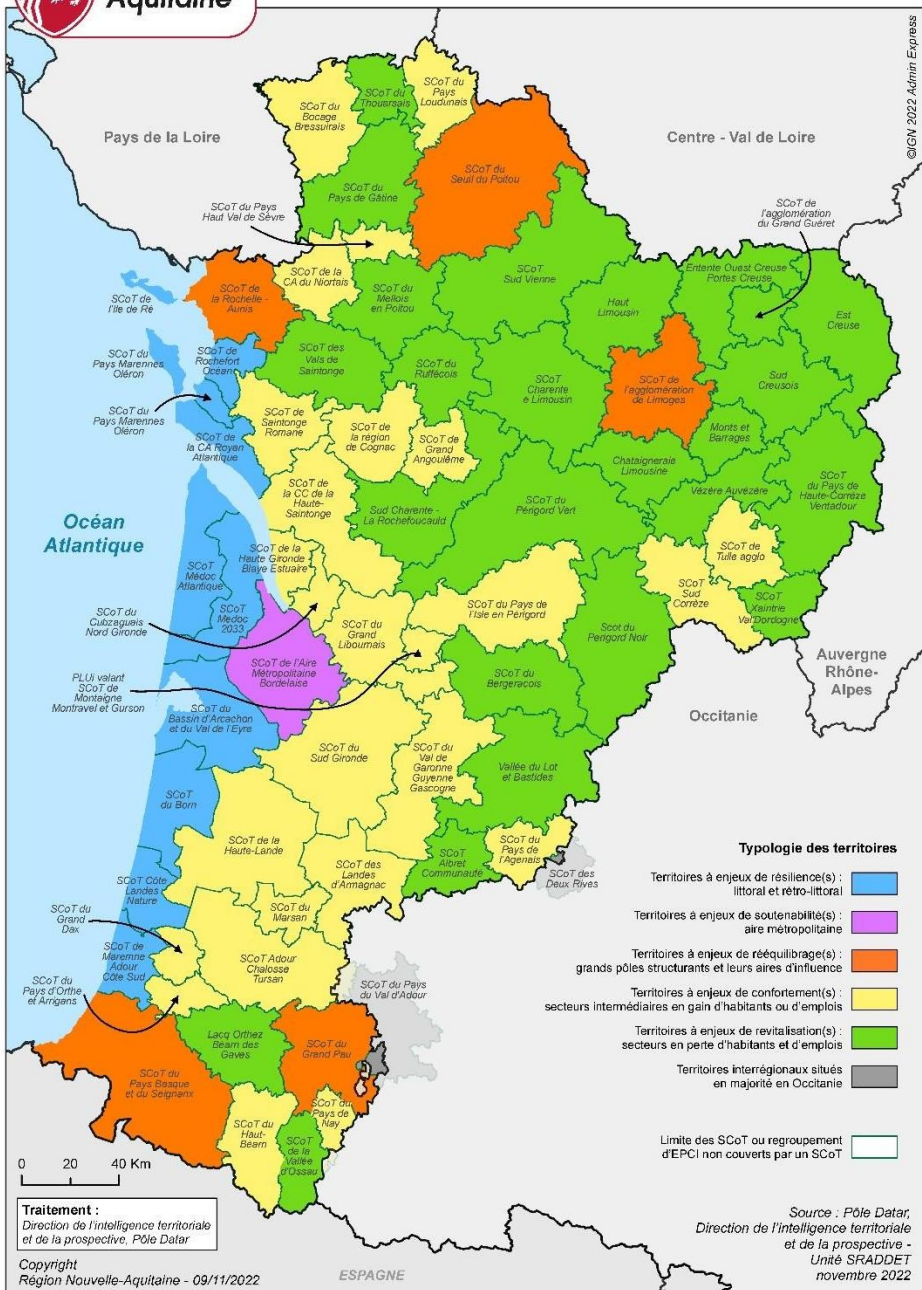 Aquitaine
©IGN 2022 Admin Express
Pays de la Loire
Centre - Val de Loire
SCoT du
Bocage
Bressuirais
SCoT du
Thouarsais
SCoT du
Pays
Loudunais
SCoT du
Seuil du Poitou
SCoT du
Pays de Gâtine
SCoT du Pays
Haut Val de Sèvre
SCoT de
l'agglomération
du Grand Guéret
SCoT de
l'Ile de Ré
SCoT de
la Rochelle -
Aunis
SCoT de la
CA du Niortais
SCoT du
Mellois
en Poitou
SCoT
Sud Vienne
Haut
Limousin
Entente Ouest Creuse
Portes Creuse
Est
Creuse
SCoT du
Pays Marennes
Oléron
SCoT de
Rochefort
Océan
SCoT des
Vals de
Saintonge
SCoT du
Ruffécois
SCoT
Charente
e Limousin
SCoT de
l'agglomération
de Limoges
Sud
Creusois
SCoT du
Pays Marennes
Oléron
SCoT de
la CA Royan
Atlantique
SCoT de
Saintonge
Romane
SCoT de
la région
de Cognac
SCoT de
Grand
Angoulême
Monts et
Barrages
Chataigneraie
Limousine
SCoT
du Pays de
Haute-Corrèze
Ventadour
Vézère Auvézère
SCoT de
la CC de la
Haute-
Saintonge
Sud Charente -
La Rochefoucauld
SCoT du
Périgord Vert
Océan
Atlantique
SCoT de
Tulle agglo
SCoT
Sud
Corrèze
SCoT
Xaintrie
Val'Dordogne
SCoT
Médoc
Atlantique
SCoT de la
Haute Gironde
Blaye Estuaire
SCoT
Medoc
2033
SCoT du
Cubzaguais
Nord Gironde
SCoT du
Grand
Libournais
SCoT du Pays de
l'Isle en Périgord
Scot du
Perigord Noir
SCoT de l'Aire
Métropolitaine
Bordelaise
PLUi valant
SCoT de
Montaigne
Montravel et Gurson
SCoT du
Bergeracois
Auvergne
Rhône-
Alpes
Occitanie
SCoT du
Bassin d'Arcachon
et du Val de l'Eyre
SCoT du
Sud Gironde
SCoT du
Val de
Garonne
Guyenne
Gascogne
Vallée du Lot
et Bastides
SCoT
du Born
SCoT de la
Haute-Lande
SCoT des
Landes
d'Armagnac
SCoT
Albret
Communauté
SCoT du
Pays de
l'Agenais
SCoT des
Deux Rives
SCoT Côte
Landes
Nature
SCoT du
Marsan
SCoT du
Grand
Dax
SCoT de
Maremne
Adour
Côte Sud
SCoT Adour
Chalosse
Tursan
SCoT du
Pays d'Orthe
et Arrigans
SCoT du Pays
du Val d'Adour
Lacq Orthez
Bearn des
Gaves
SCoT du
Grand Pau
SCoT du
Pays Basque
et du Seignanx
SCoT du
Haut-
Bearn
SCoT
de la
Vallée
d'Ossau
SCoT du
Pays de
Nay
Typologie des territoires
Territoires à enjeux de résilience(s) :
littoral et rétro-littoral
Territoires à enjeux de soutenabilité(s) :
aire métropolitaine
Territoires à enjeux de rééquilibrage(s) :
grands pôles structurants et leurs aires d'influence
Territoires à enjeux de confortement(s) :
secteurs intermédiaires en gain d'habitants ou d'emplois
Territoires à enjeux de revitalisation(s) :
secteurs en perte d'habitants et d'emplois
Territoires interrégionaux situés
en majorité en Occitanie
Limite des SCoT ou regroupement
d'EPCI non couverts par un SCoT
0 20 40 Km
Traitement :
Direction de l'intelligence territoriale
et de la prospective, Pôle Datar
Copyright
Région Nouvelle-Aquitaine - 09/11/2022
ESPAGNE
Source : Pôle Datar,
Direction de l'intelligence territoriale
et de la prospective -
Unité SRADDET
novembre 2022